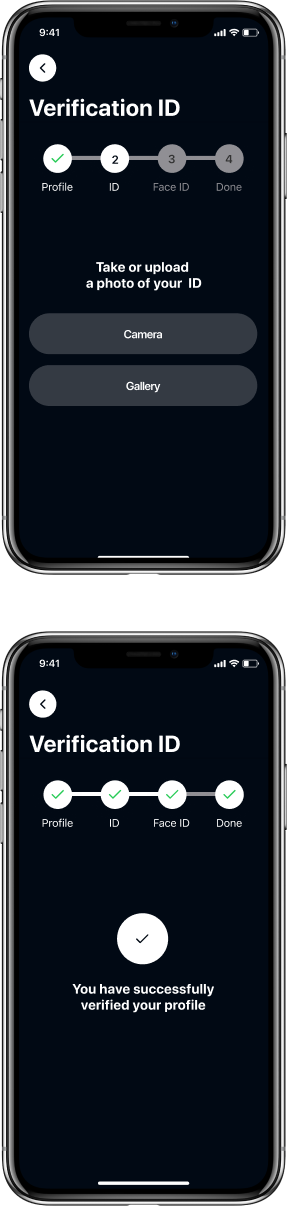 9:41
Verification ID
2
3
4
Profile
ID
Face ID
Done
Take or upload
a photo of your ID
Camera
Gallery
9:41
Verification ID
Profile
ID
Face ID
Done
You have successfully
verified your profile